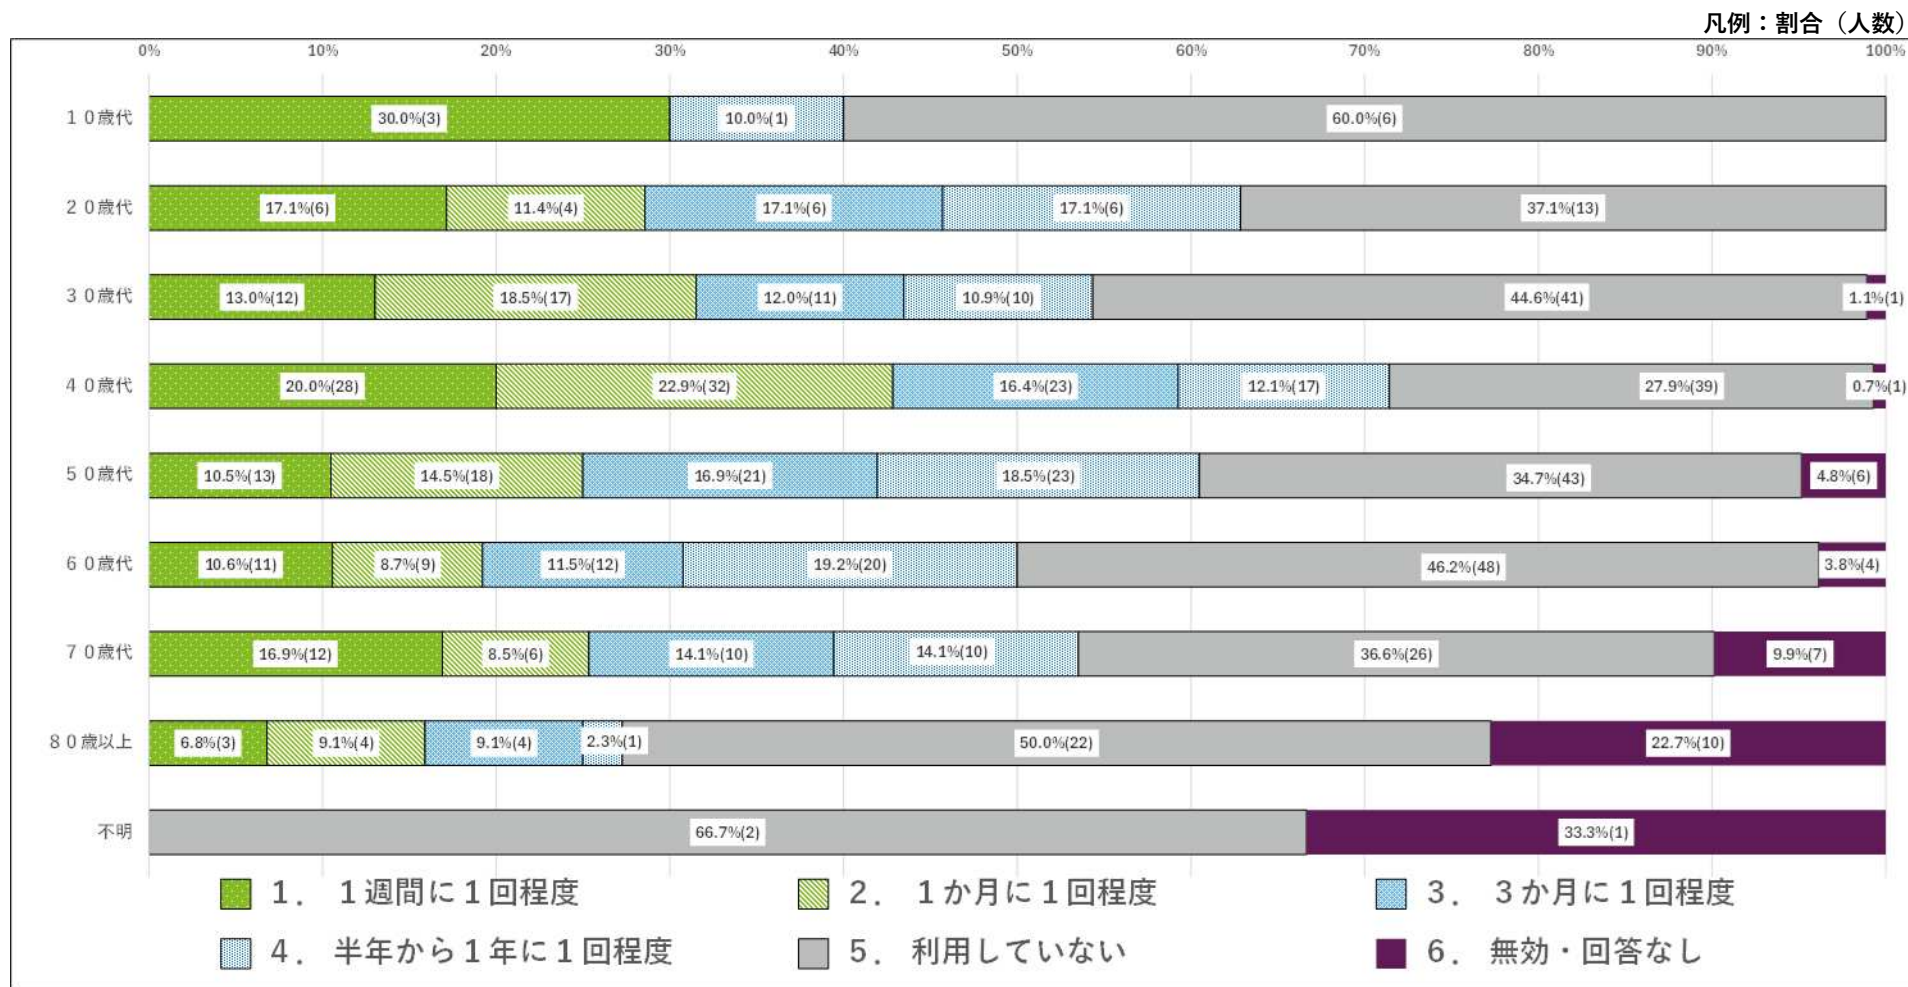 凡例：割合（人数）
0% 10% 20% 30% 40% 50% 60% 70% 80% 90% 100%
１０歳代 30.0%(3) 10.0%(1) 60.0%(6)
２０歳代 17.1%(6) 11.4%(4) 17.1%(6) 17.1%(6) 37.1%(13)
３０歳代 13.0%(12) 18.5%(17) 12.0%(11) 10.9%(10) 44.6%(41) 1.1%(1)
４０歳代 20.0%(28) 22.9%(32) 16.4%(23) 12.1%(17) 27.9%(39) 0.7%(1)
５０歳代 10.5%(13) 14.5%(18) 16.9%(21) 18.5%(23) 34.7%(43) 4.8%(6)
６０歳代 10.6%(11) 8.7%(9) 11.5%(12) 19.2%(20) 46.2%(48) 3.8%(4)
７０歳代 16.9%(12) 8.5%(6) 14.1%(10) 14.1%(10) 36.6%(26) 9.9%(7)
８０歳以上 6.8%(3) 9.1%(4) 9.1%(4) 2.3%(1) 50.0%(22) 22.7%(10)
不明 66.7%(2) 33.3%(1)
１． １週間に１回程度 ２． １か月に１回程度 ３． ３か月に１回程度
４． 半年から１年に１回程度 ５． 利用していない ６． 無効・回答なし